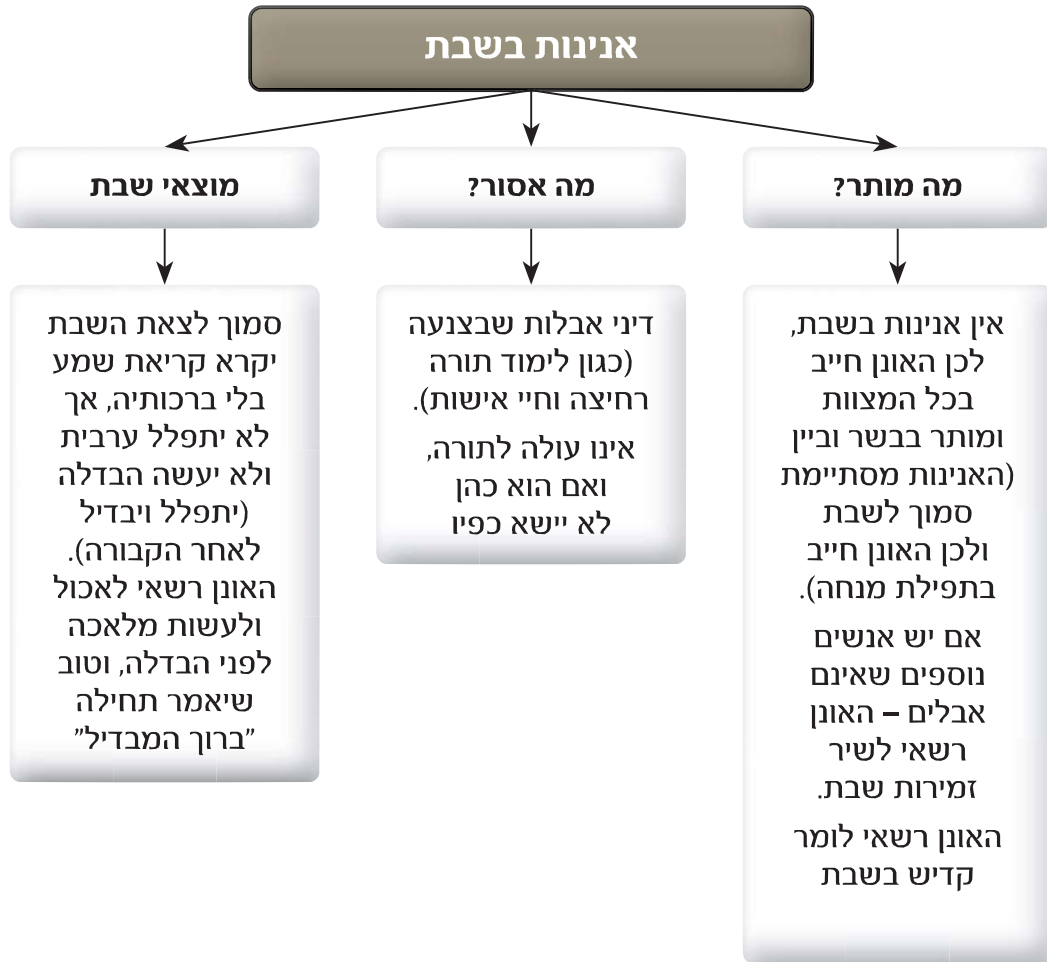 אנינות בשבת
מה מותר?
אין אנינות בשבת,
לכן האונן חייב
בכל המצוות
ומותר בבשר וביין
(האנינות מסתיימת
סמוך לשבת
ולכן האונן חייב
בתפילת מנחה).
אם יש אנשים
נוספים שאינם
אבלים – האונן
רשאי לשיר
זמירות שבת.
האונן רשאי לומר
קדיש בשבת
מה אסור?
דיני אבלות שבצנעה
(כגון לימוד תורה
רחיצה וחיי אישות).
אינו עולה לתורה,
ואם הוא כהן
לא יישא כפיו
מוצאי שבת
סמוך לצאת השבת
יקרא קריאת שמע
בלי ברכותיה, אך
לא יתפלל ערבית
ולא יעשה הבדלה
(יתפלל ויבדיל
לאחר הקבורה).
האונן רשאי לאכול
ולעשות מלאכה
לפני הבדלה, וטוב
שיאמר תחילה
"ברוך המבדיל"